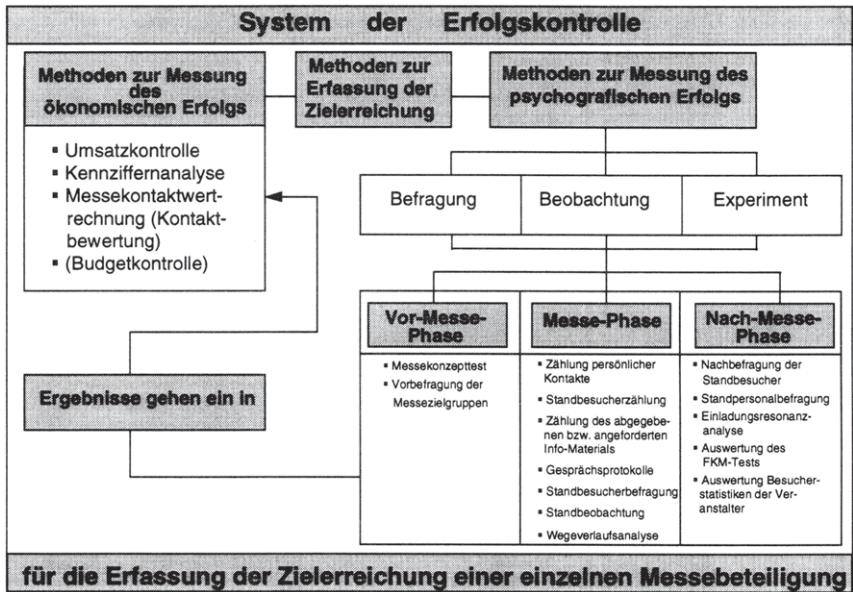 System der Erfolgskontrolle
Methoden zur Messung
des
ökonomischen Erfolgs
Methoden zur
Erfassung der
Zielerreichung
Methoden zur Messung des
psychografischen Erfolgs
▪ Umsatzkontrolle
▪ Kennziffernanalyse
▪ Messekontaktwert-
rechnung (Kontakt-
bewertung)
▪ (Budgetkontrolle)
Befragung
Beobachtung
Experiment
Vor-Messe-
Phase
▪ Messekonzepttest
▪ Vorbefragung der
Messezielgruppen
Messe-Phase
▪ Zählung persönlicher
Kontakte
▪ Standbesucherzählung
▪ Zählung des abgegebe-
nen bzw. angeforderten
Info-Materials
▪ Gesprächsprotokolle
▪ Standbesucherbefragung
▪ Standbeobachtung
▪ Wegeverlaufsanalyse
Nach-Messe-
Phase
▪ Nachbefragung der
Standbesucher
▪ Standpersonalbefragung
▪ Einladungsresonanz-
analyse
▪ Auswertung des
FKM-Tests
▪ Auswertung Besucher-
statistiken der Ver-
anstalter
Ergebnisse gehen ein in
für die Erfassung der Zielerreichung einer einzelnen Messebeteiligung